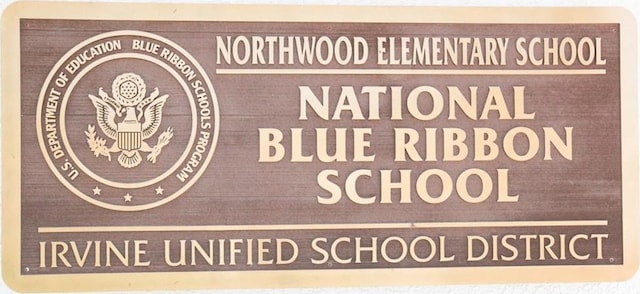 U.S. DEPARTMENT OF EDUCATION BLUE RIBBON SCHOOLS PROGRAM
NORTHWOOD ELEMENTARY SCHOOL
NATIONAL
BLUE RIBBON
SCHOOL
IRVINE UNIFIED SCHOOL DISTRICT